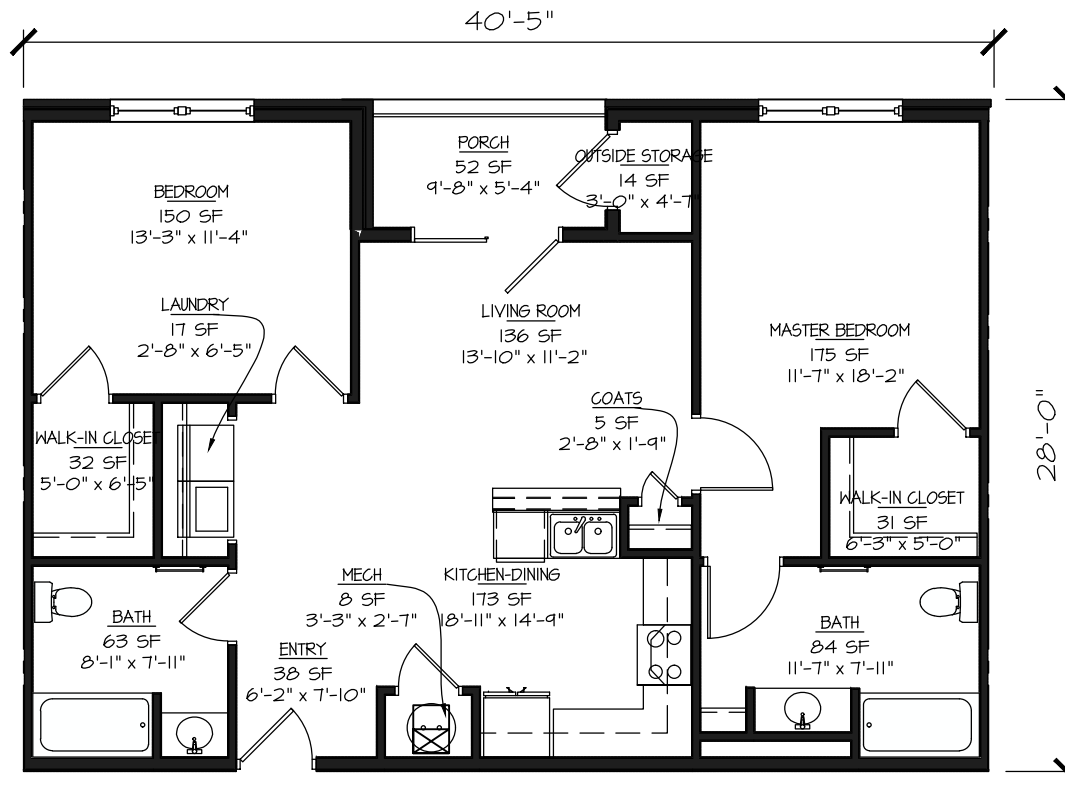 40'-5"
PORCH
52 SF
9'-8" x 5'-4"
OUTSIDE STORAGE
14 SF
3'-0" x 4'-7"
BEDROOM
150 SF
13'-3" x 11'-4"
LAUNDRY
17 SF
2'-8" x 6'-5"
LIVING ROOM
136 SF
13'-10" x 11'-2"
MASTER BEDROOM
175 SF
11'-7" x 18'-2"
COATS
5 SF
2'-8" x 1'-9"
28'-0"
WALK-IN CLOSET
32 SF
5'-0" x 6'-5"
WALK-IN CLOSET
31 SF
6'-3" x 5'-0"
MECH
8 SF
3'-3" x 2'-7"
KITCHEN-DINING
173 SF
18'-11" x 14'-9"
BATH
63 SF
8'-1" x 7'-11"
ENTRY
38 SF
6'-2" x 7'-10"
BATH
84 SF
11'-7" x 7'-11"